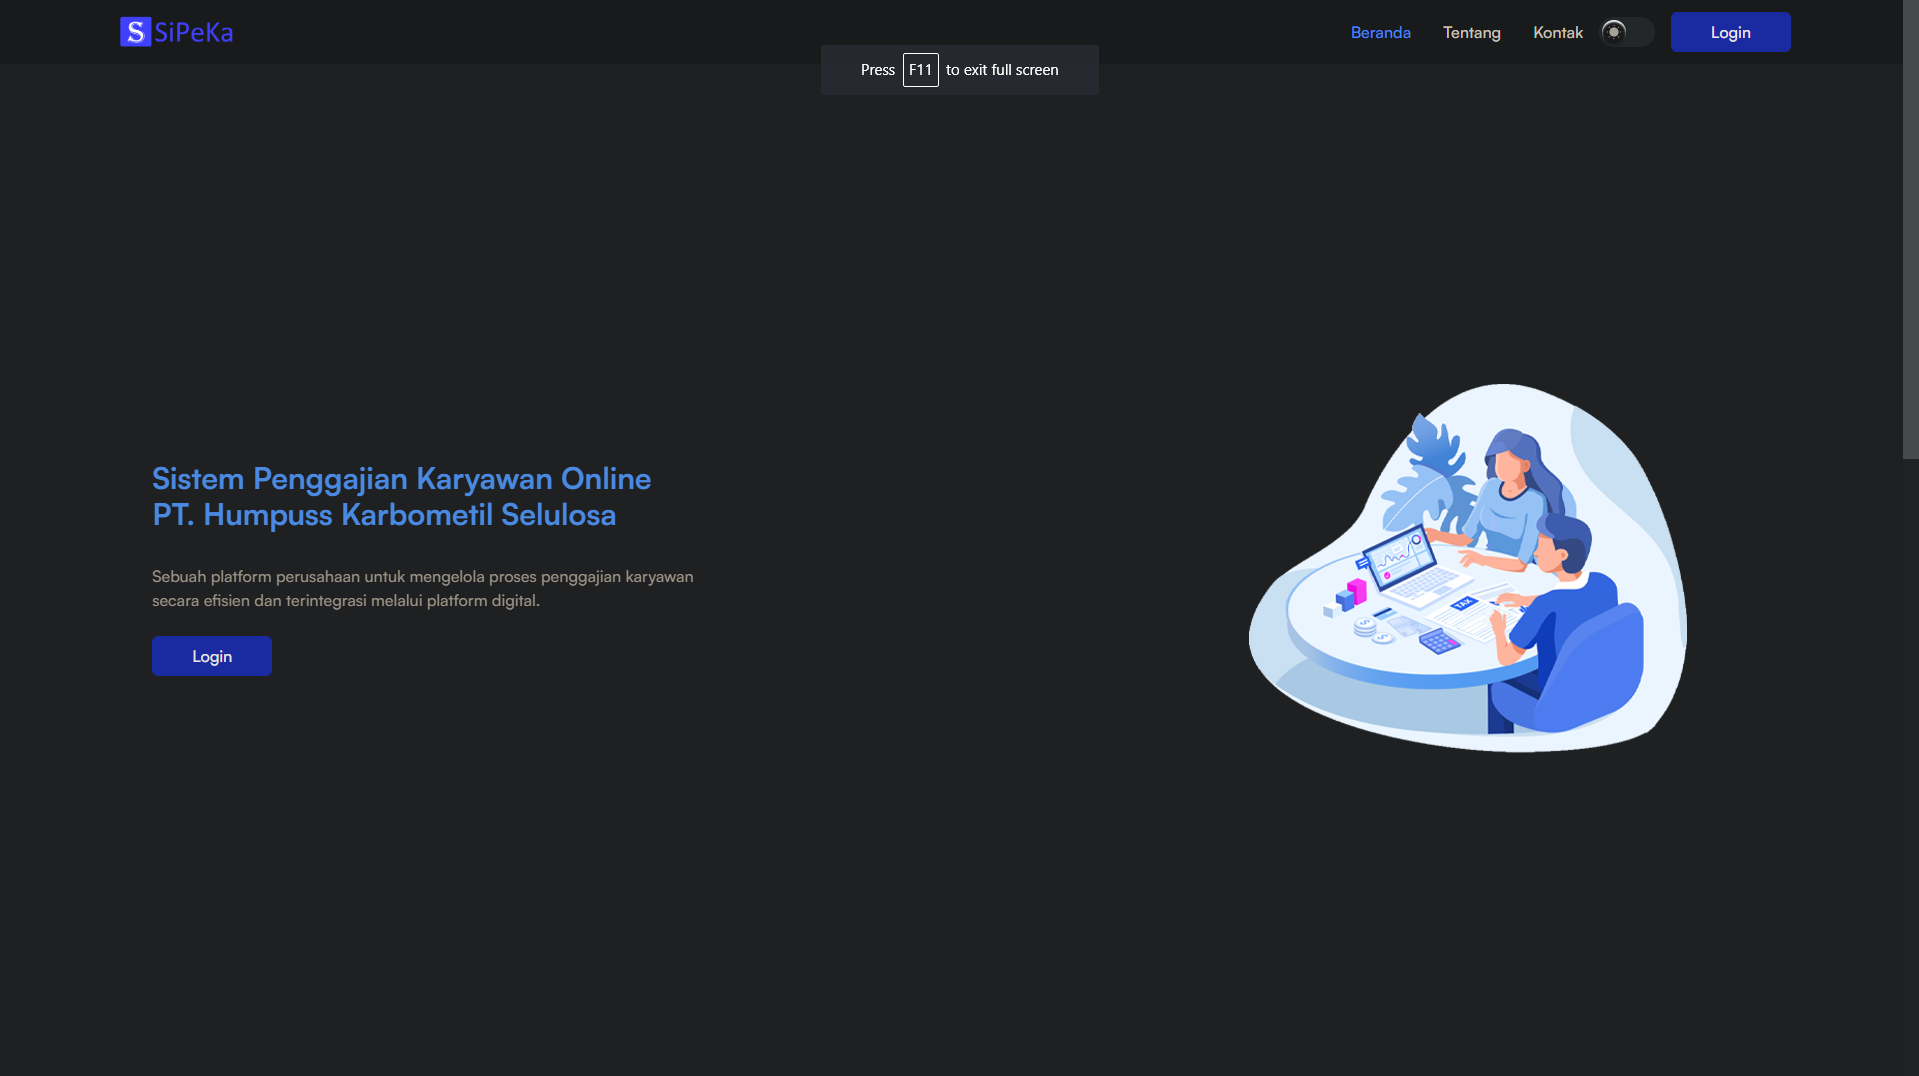 SiPeKa
Beranda
Tentang
Kontak
Login
Press F11 to exit full screen
Sistem Penggajian Karyawan Online
PT. Humpuss Karbometil Selulosa
Sebuah platform perusahaan untuk mengelola proses penggajian karyawan
secara efisien dan terintegrasi melalui platform digital.
Login
TAX